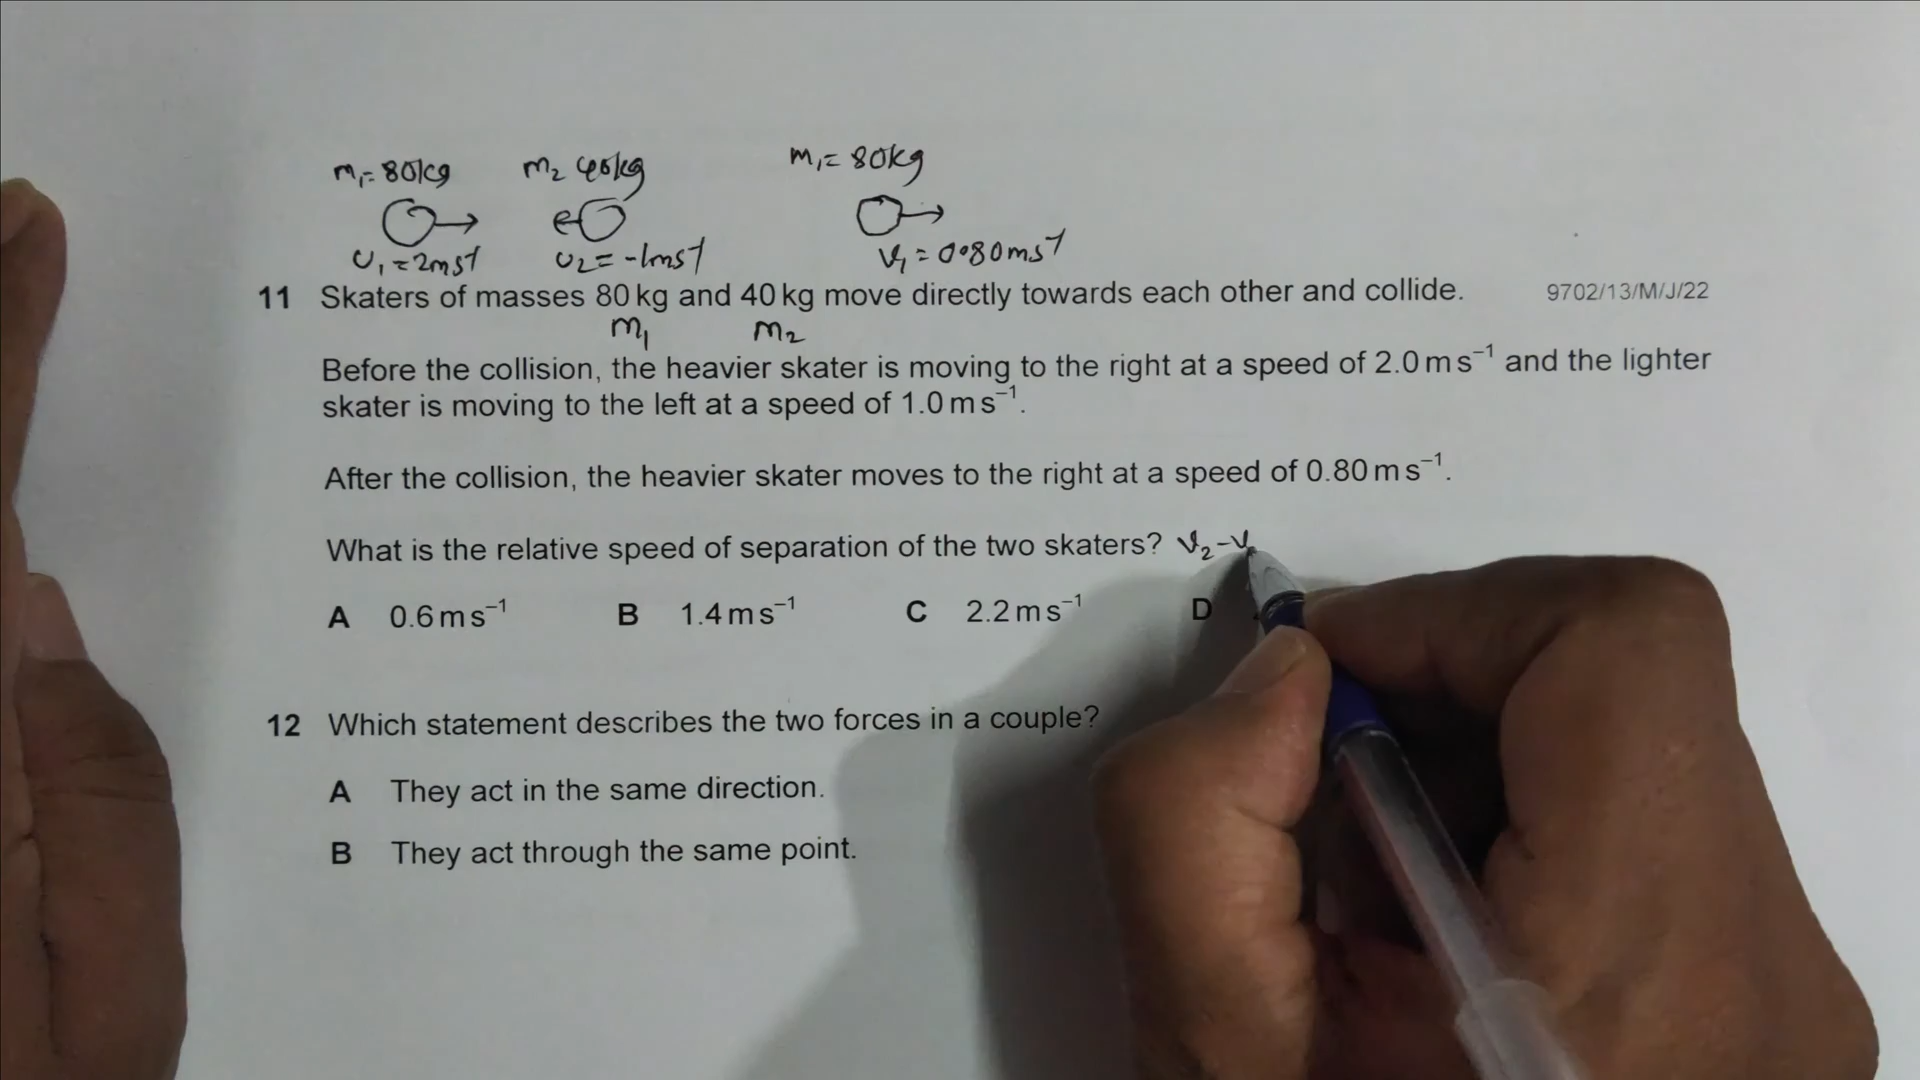 m₁= 80kg m₂ 40kg m₁= 80kg
u₁ = 2ms⁻¹ u₂ = -1ms⁻¹ v₁ = 0.80ms⁻¹
11 Skaters of masses 80 kg and 40 kg move directly towards each other and collide. 9702/13/M/J/22
m₁ m₂
Before the collision, the heavier skater is moving to the right at a speed of 2.0 m s⁻¹ and the lighter
skater is moving to the left at a speed of 1.0 m s⁻¹.
After the collision, the heavier skater moves to the right at a speed of 0.80 m s⁻¹.
What is the relative speed of separation of the two skaters? v₂-v
A 0.6 m s⁻¹ B 1.4 m s⁻¹ C 2.2 m s⁻¹ D
12 Which statement describes the two forces in a couple?
A They act in the same direction.
B They act through the same point.